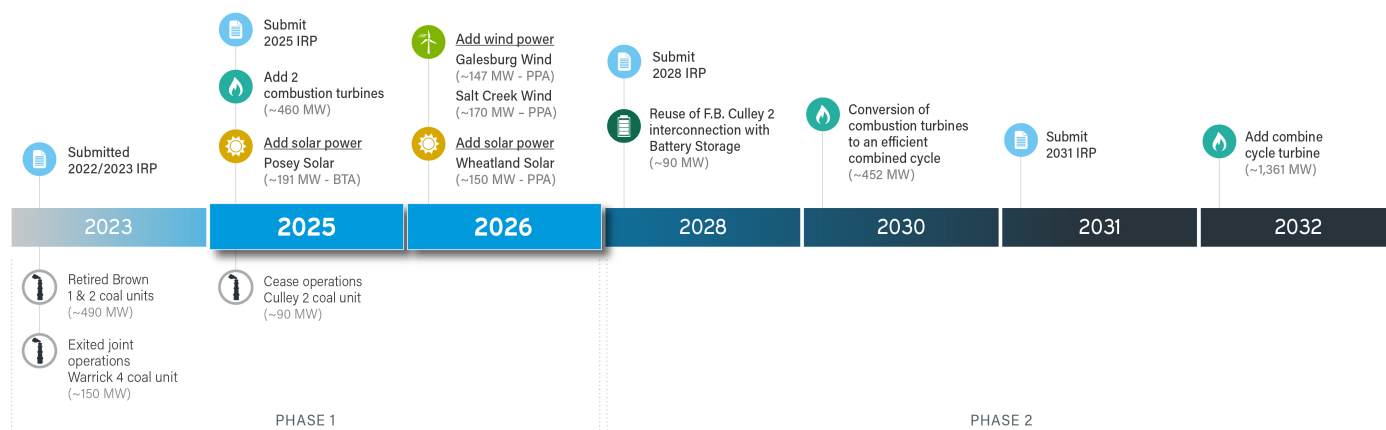 Submitted
2022/2023 IRP
Submit
2025 IRP
Add 2
combustion turbines
(~460 MW)
Add solar power
Posey Solar
(~191 MW - BTA)
Add wind power
Galesburg Wind
(~147 MW - PPA)
Salt Creek Wind
(~170 MW – PPA)
Add solar power
Wheatland Solar
(~150 MW - PPA)
Submit
2028 IRP
Reuse of F.B. Culley 2
interconnection with
Battery Storage
(~90 MW)
Conversion of
combustion turbines
to an efficient
combined cycle
(~452 MW)
Submit
2031 IRP
Add combine
cycle turbine
(~1,361 MW)
2023
2025
2026
2028
2030
2031
2032
Retired Brown
1 & 2 coal units
(~490 MW)
Exited joint
operations
Warrick 4 coal unit
(~150 MW)
Cease operations
Culley 2 coal unit
(~90 MW)
PHASE 1
PHASE 2